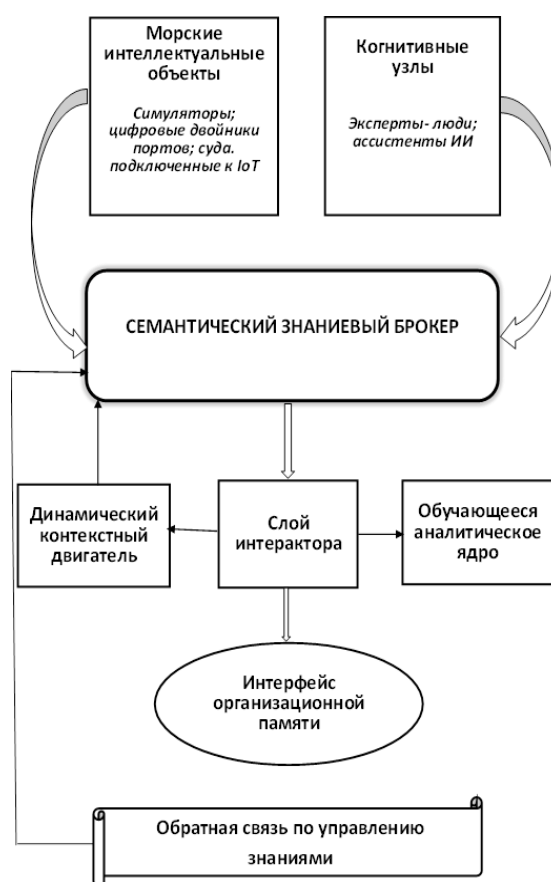 Морские
интеллектуальные
объекты
Симуляторы;
цифровые двойники
портов; суда.
подключенные к IoT
Когнитивные
узлы
Эксперты- люди;
ассистенты ИИ
СЕМАНТИЧЕСКИЙ ЗНАНИЕВЫЙ БРОКЕР
Динамический
контекстный
двигатель
Слой
интерактора
Обучающееся
аналитическое
ядро
Интерфейс
организационной
памяти
Обратная связь по управлению
знаниями